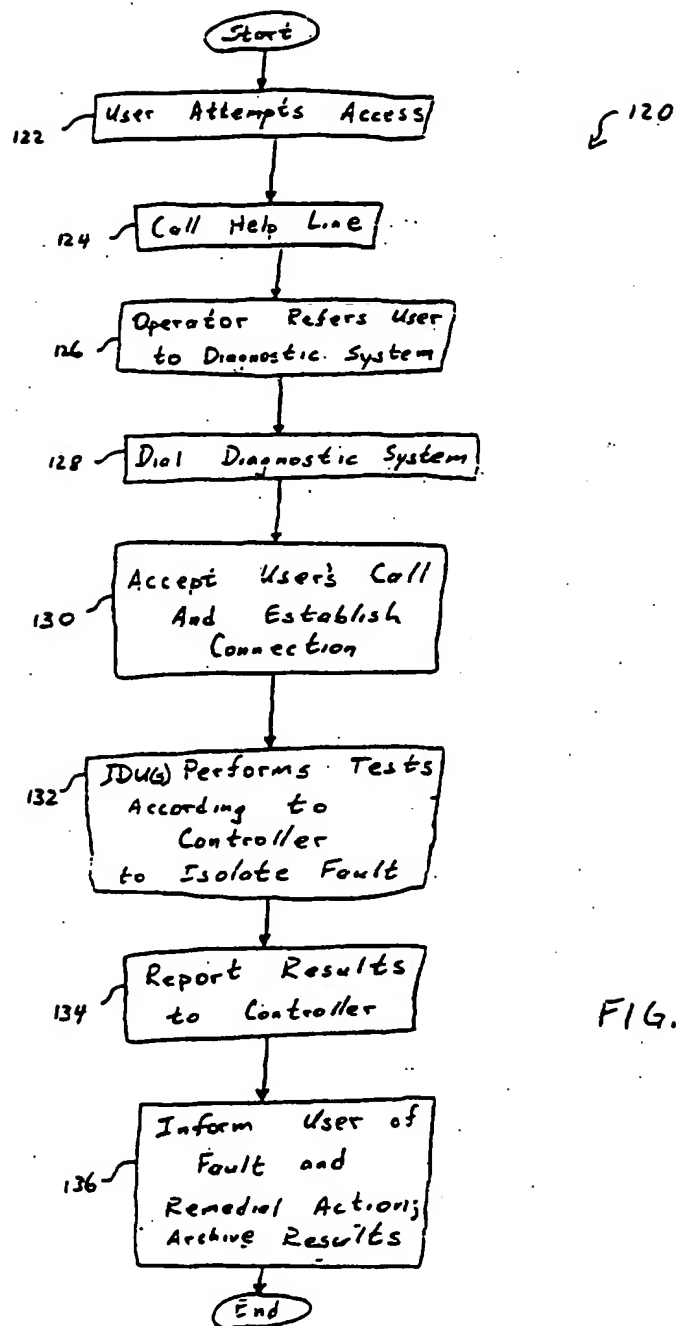 Start
User Attempts Access
122
120
Call Help Line
124
Operator Refers User
to Diagnostic System
126
Dial Diagnostic System
128
Accept User's Call
And Establish
Connection
130
IDU(s) Performs Tests
According to
Controller
to Isolate Fault
132
Report Results
to Controller
134
FIG.
Inform User of
Fault and
Remedial Action;
Archive Results
136
End